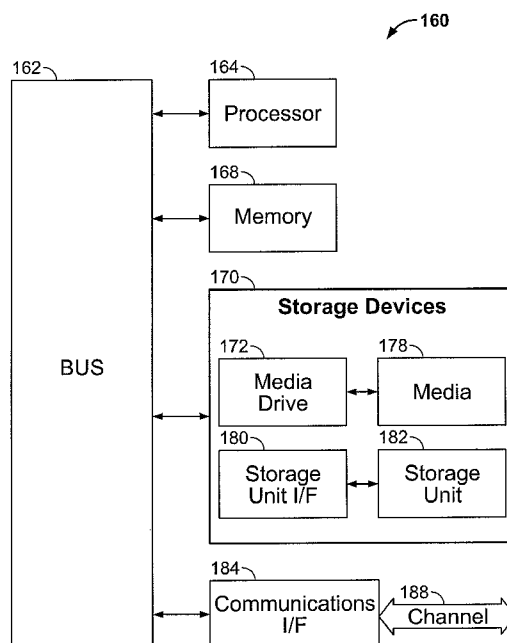 160
162
164
Processor
168
Memory
170
Storage Devices
172
178
Media
Drive
Media
BUS
180
182
Storage
Unit I/F
Storage
Unit
184
188
Communications
I/F
Channel